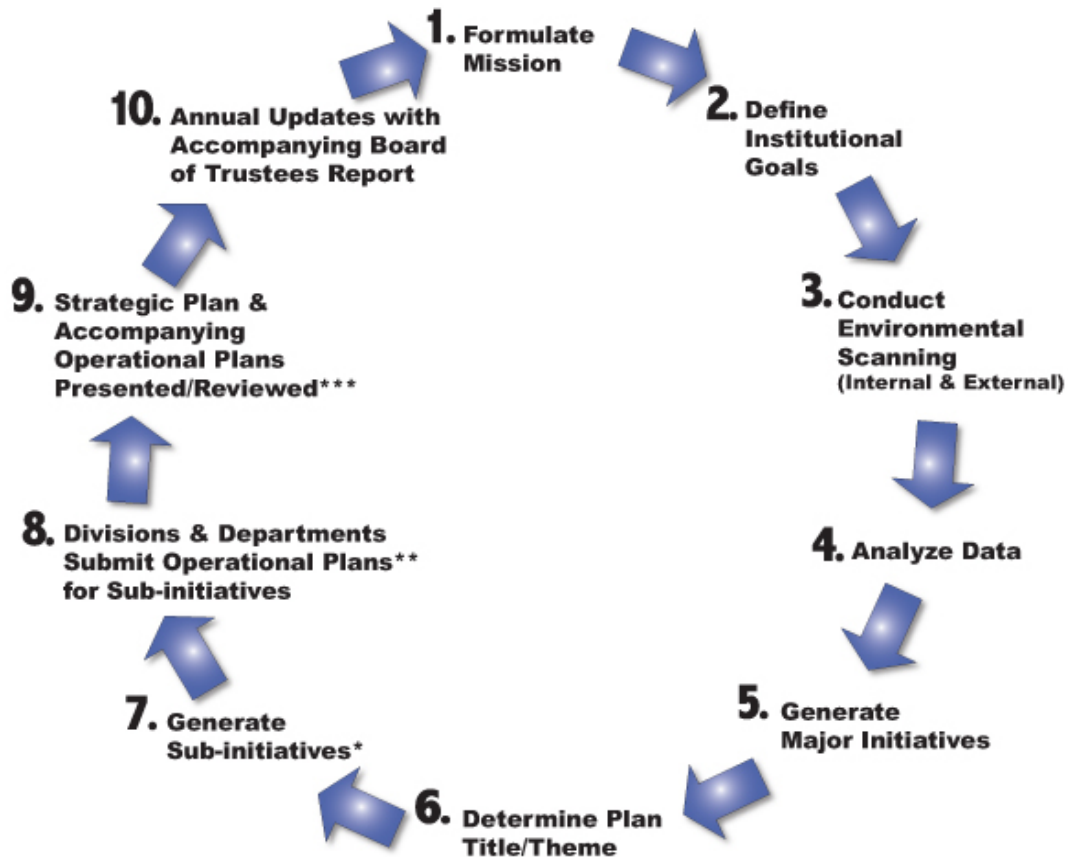 1. Formulate
Mission
2. Define
Institutional
Goals
3. Conduct
Environmental
Scanning
(Internal & External)
4. Analyze Data
5. Generate
Major Initiatives
6. Determine Plan
Title/Theme
7. Generate
Sub-initiatives*
8. Divisions & Departments
Submit Operational Plans**
for Sub-initiatives
9. Strategic Plan &
Accompanying
Operational Plans
Presented/Reviewed***
10. Annual Updates with
Accompanying Board
of Trustees Report